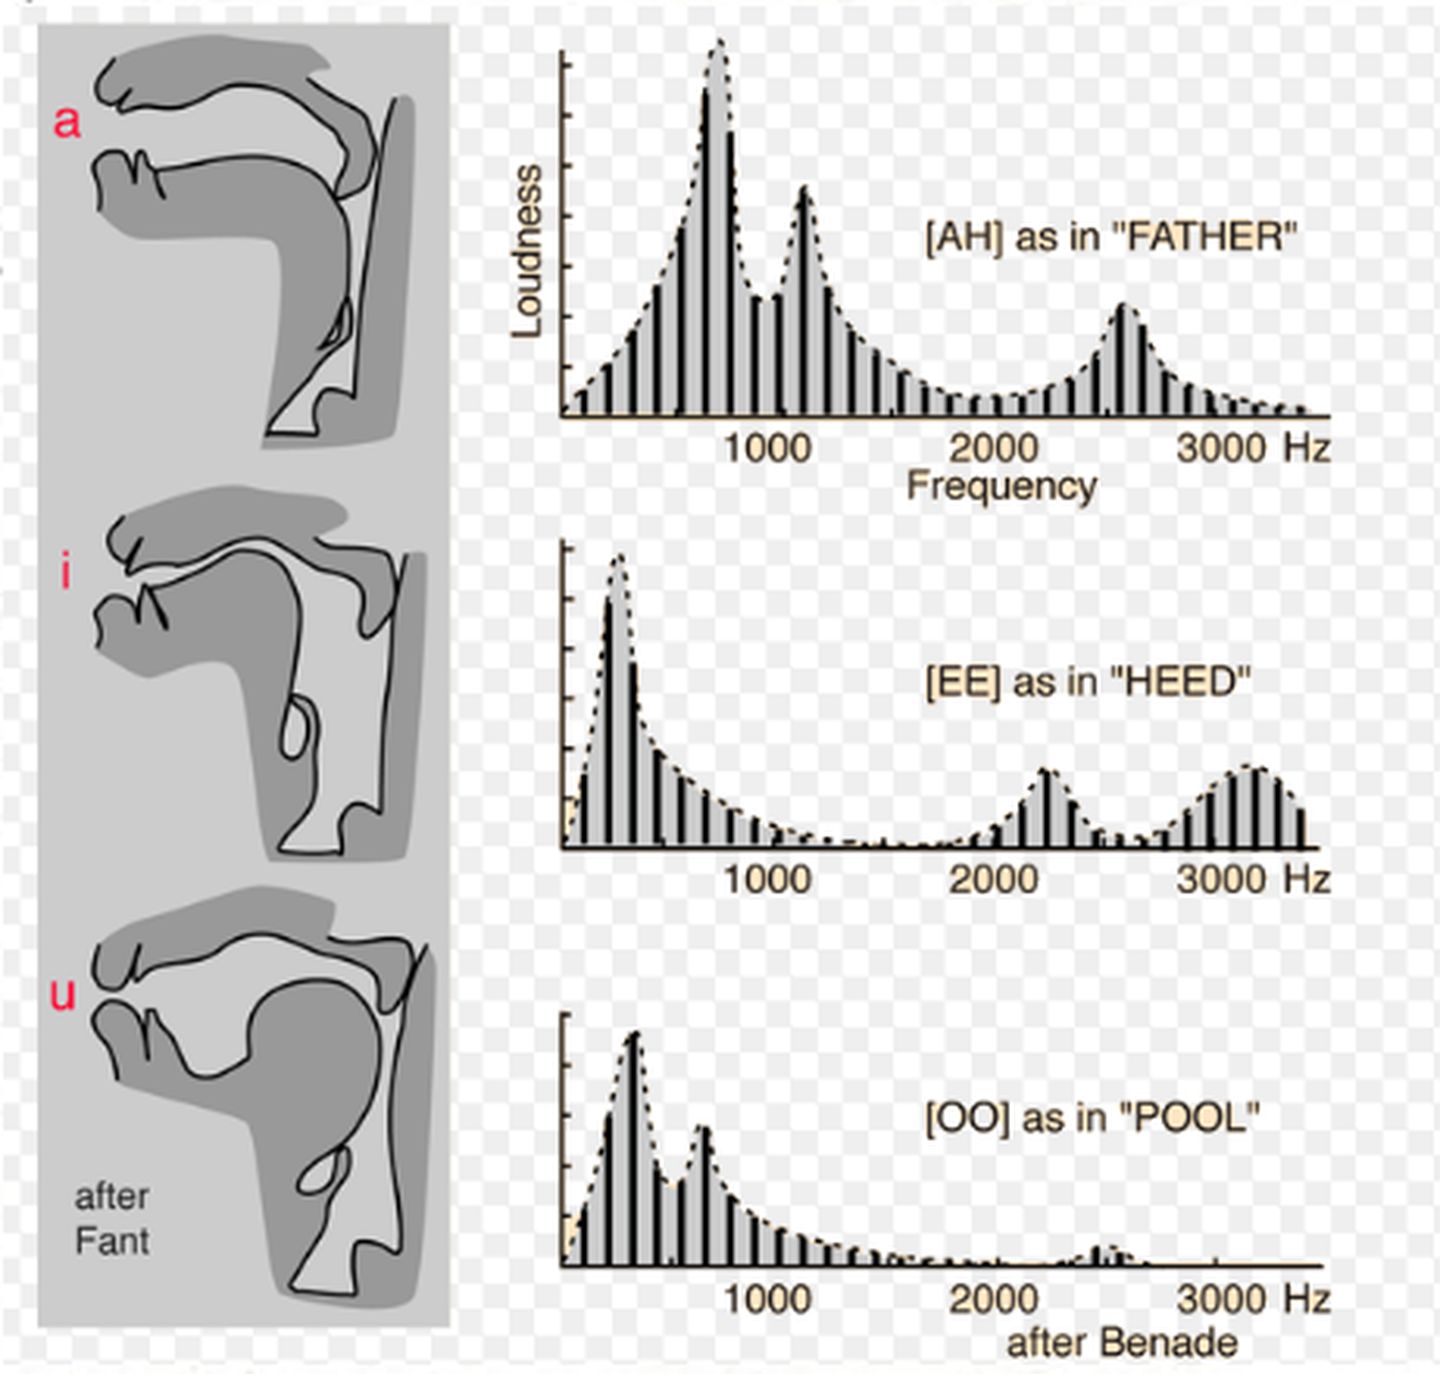 a
Loudness
[AH] as in "FATHER"
1000 2000 3000 Hz
Frequency
i
[EE] as in "HEED"
1000 2000 3000 Hz
u
[OO] as in "POOL"
after
Fant
1000 2000 3000 Hz
after Benade